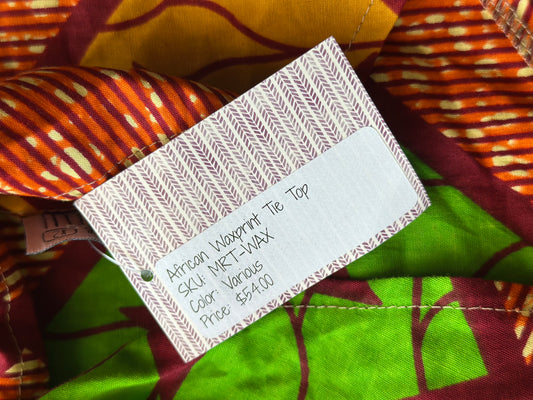 African Waxprint Tie Top
SKU: MRT-WAX
Color: Various
Price: $54.00